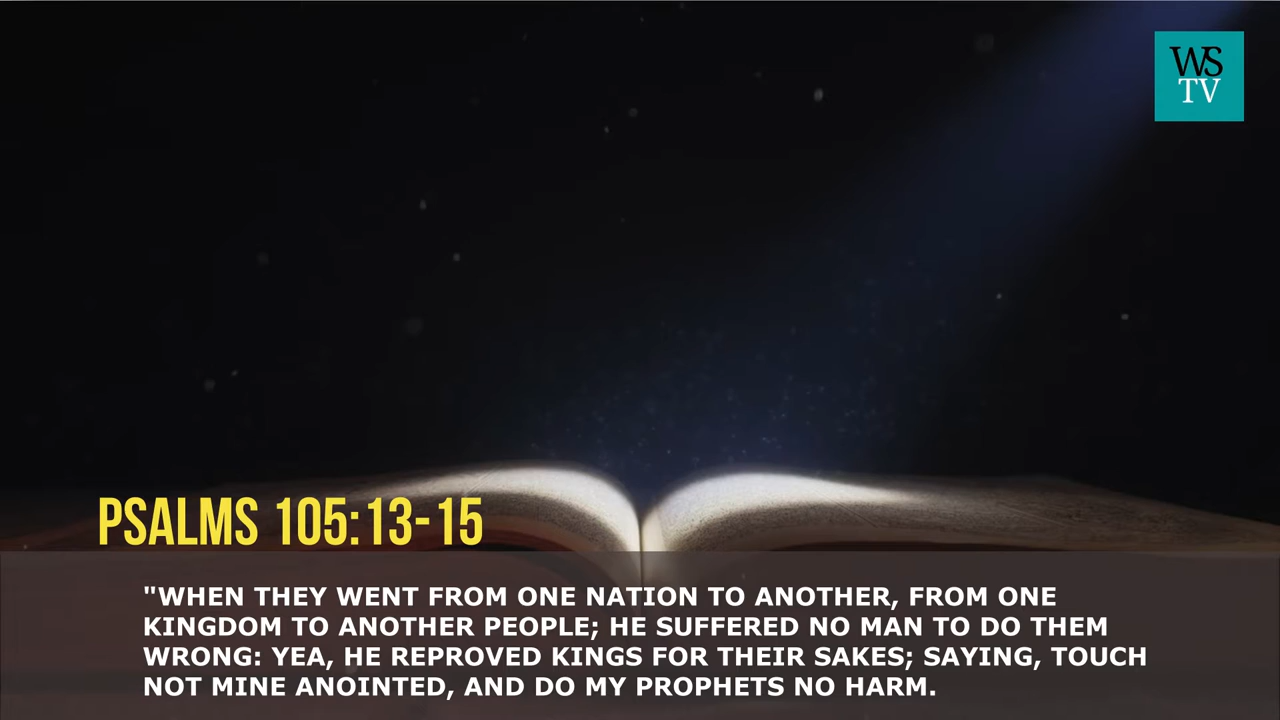 WS
TV
PSALMS 105:13-15
"WHEN THEY WENT FROM ONE NATION TO ANOTHER, FROM ONE
KINGDOM TO ANOTHER PEOPLE; HE SUFFERED NO MAN TO DO THEM
WRONG: YEA, HE REPROVED KINGS FOR THEIR SAKES; SAYING, TOUCH
NOT MINE ANOINTED, AND DO MY PROPHETS NO HARM.